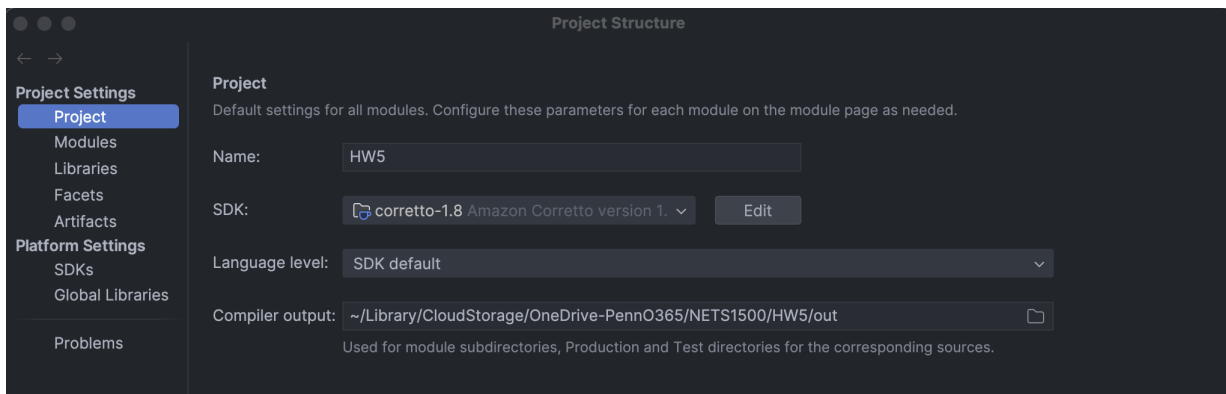 Project Structure
Project Settings
Project
Modules
Libraries
Facets
Artifacts
Platform Settings
SDKs
Global Libraries
Problems
Project
Default settings for all modules. Configure these parameters for each module on the module page as needed.
Name: HW5
SDK: corretto-1.8 Amazon Corretto version 1. Edit
Language level: SDK default
Compiler output: ~/Library/CloudStorage/OneDrive-PennO365/NETS1500/HW5/out
Used for module subdirectories, Production and Test directories for the corresponding sources.